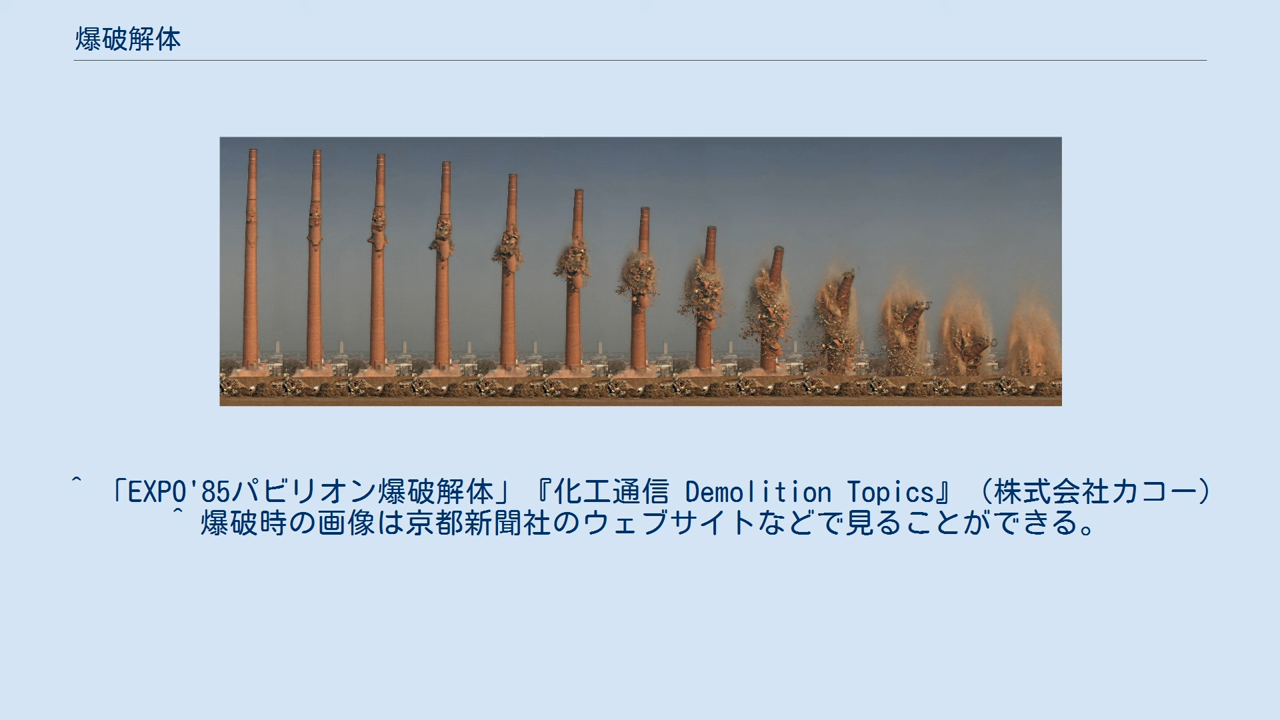 爆破解体
^ 「EXPO'85パビリオン爆破解体」『化工通信 Demolition Topics』（株式会社カコー）
^ 爆破時の画像は京都新聞社のウェブサイトなどで見ることができる。